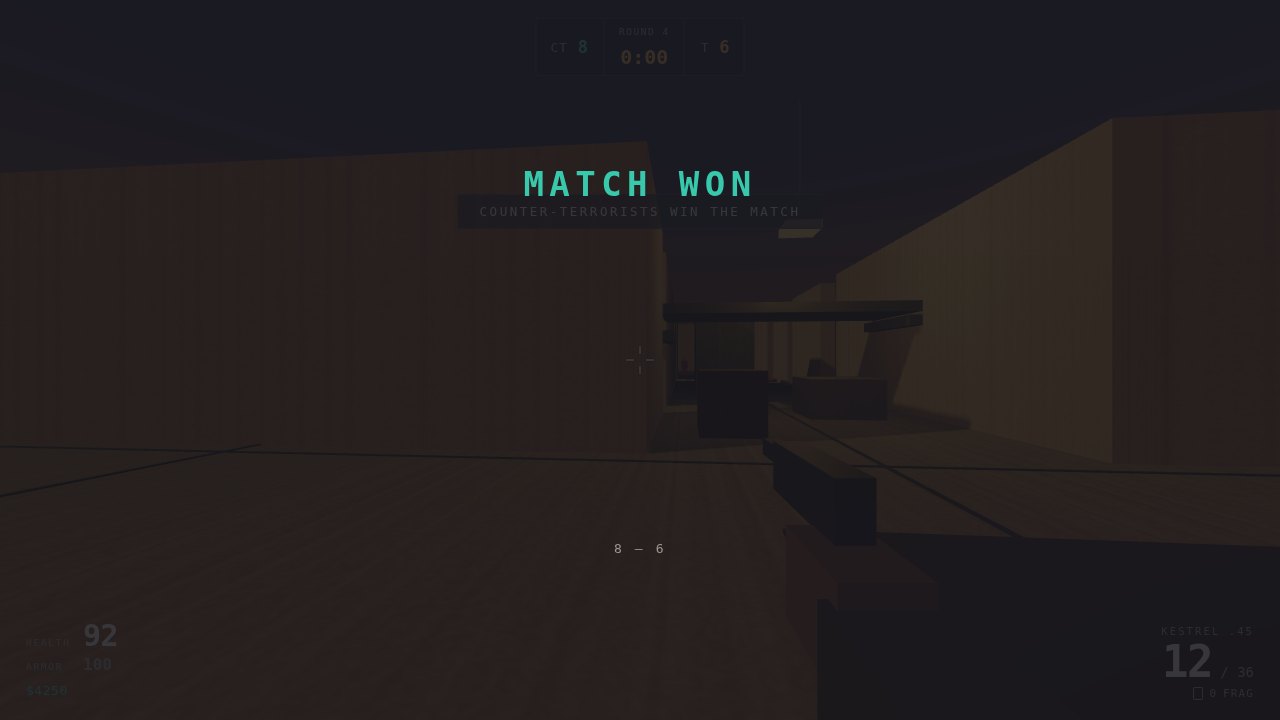 ROUND 4
CT 8
0:00
T 6
MATCH WON
COUNTER-TERRORISTS WIN THE MATCH
8 — 6
HEALTH 92
ARMOR 100
$4250
KESTREL .45
12 / 36
0 FRAG